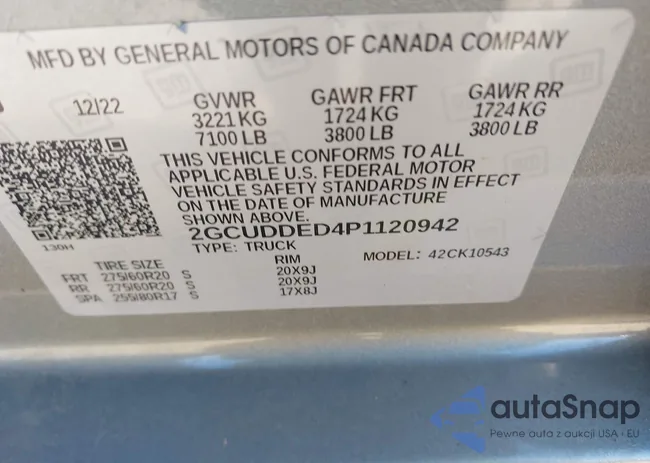 MFD BY GENERAL MOTORS OF CANADA COMPANY
12/22 GVWR GAWR FRT GAWR RR
3221 KG 1724 KG 1724 KG
7100 LB 3800 LB 3800 LB
THIS VEHICLE CONFORMS TO ALL
APPLICABLE U.S. FEDERAL MOTOR
VEHICLE SAFETY STANDARDS IN EFFECT
ON THE DATE OF MANUFACTURE
SHOWN ABOVE.
2GCUDDED4P1120942
130H
TYPE: TRUCK MODEL: 42CK10543
TIRE SIZE RIM
FRT 275/60R20 S 20X9J
RR 275/60R20 S 20X9J
SPA 255/80R17 S 17X8J
autaSnap
Pewne auta z aukcji USA - EU